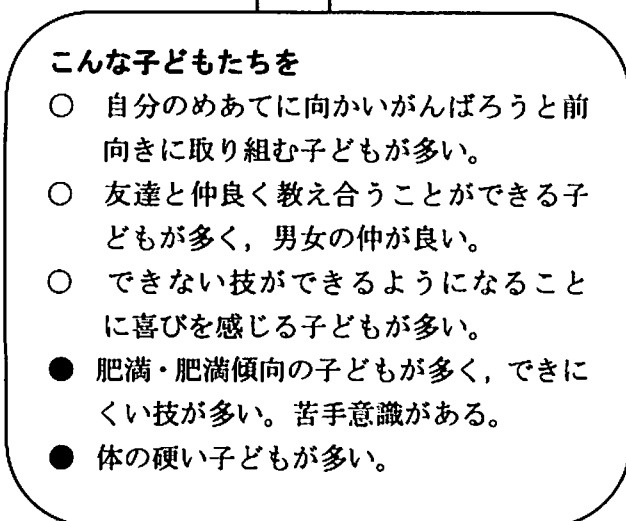 こんな子どもたちを
○ 自分のめあてに向かいがんばろうと前
向きに取り組む子どもが多い。
○ 友達と仲良く教え合うことができる子
どもが多く，男女の仲が良い。
○ できない技ができるようになること
に喜びを感じる子どもが多い。
● 肥満・肥満傾向の子どもが多く，できに
くい技が多い。苦手意識がある。
● 体の硬い子どもが多い。